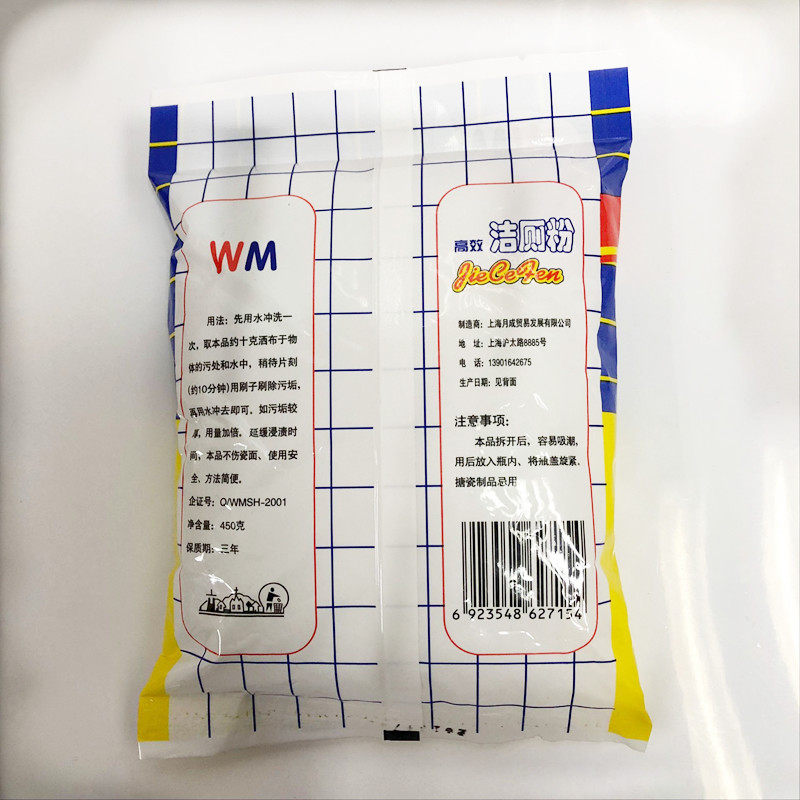 WM
用法：先用水冲洗一
次，取本品约十克洒布于物
体的污处和水中，稍待片刻
(约10分钟)用刷子刷除污垢，
再用水冲去即可。如污垢较
厚，用量加倍。延缓浸渍时
间，本品不伤瓷面、使用安
全、方法简便。
企证号：Q/WMSH-2001
净含量：450克
保质期：三年
高效 洁厕粉
JieCeFen
制造商：上海月成贸易发展有限公司
地 址：上海沪太路8885号
电 话：13901642675
生产日期：见背面
注意事项：
本品拆开后、容易吸潮，
用后放入瓶内、将瓶盖旋紧.
搪瓷制品忌用
6 923548 627154